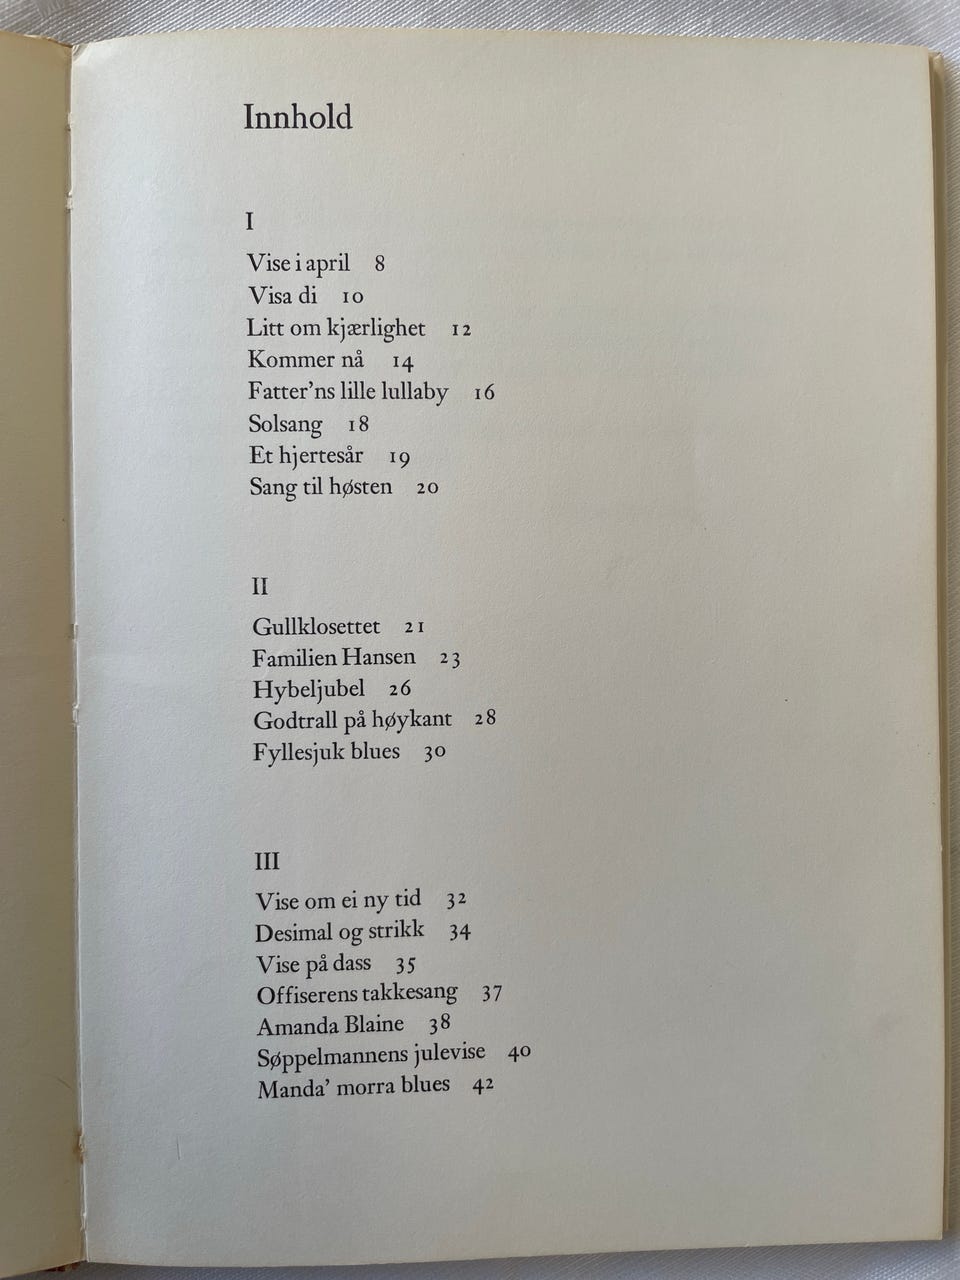 Innhold
I
Vise i april 8
Visa di 10
Litt om kjærlighet 12
Kommer nå 14
Fatter'ns lille lullaby 16
Solsang 18
Et hjertesår 19
Sang til høsten 20
II
Gullklosettet 21
Familien Hansen 23
Hybeljubel 26
Godtrall på høykant 28
Fyllesjuk blues 30
III
Vise om ei ny tid 32
Desimal og strikk 34
Vise på dass 35
Offiserens takkesang 37
Amanda Blaine 38
Søppelmannens julevise 40
Manda' morra blues 42